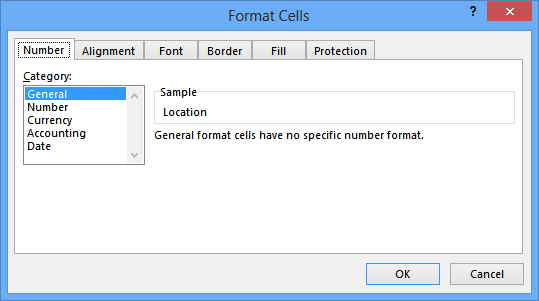 Format Cells
?
Number Alignment Font Border Fill Protection
Category:
General
Number
Currency
Accounting
Date
Sample
Location
General format cells have no specific number format.
OK Cancel